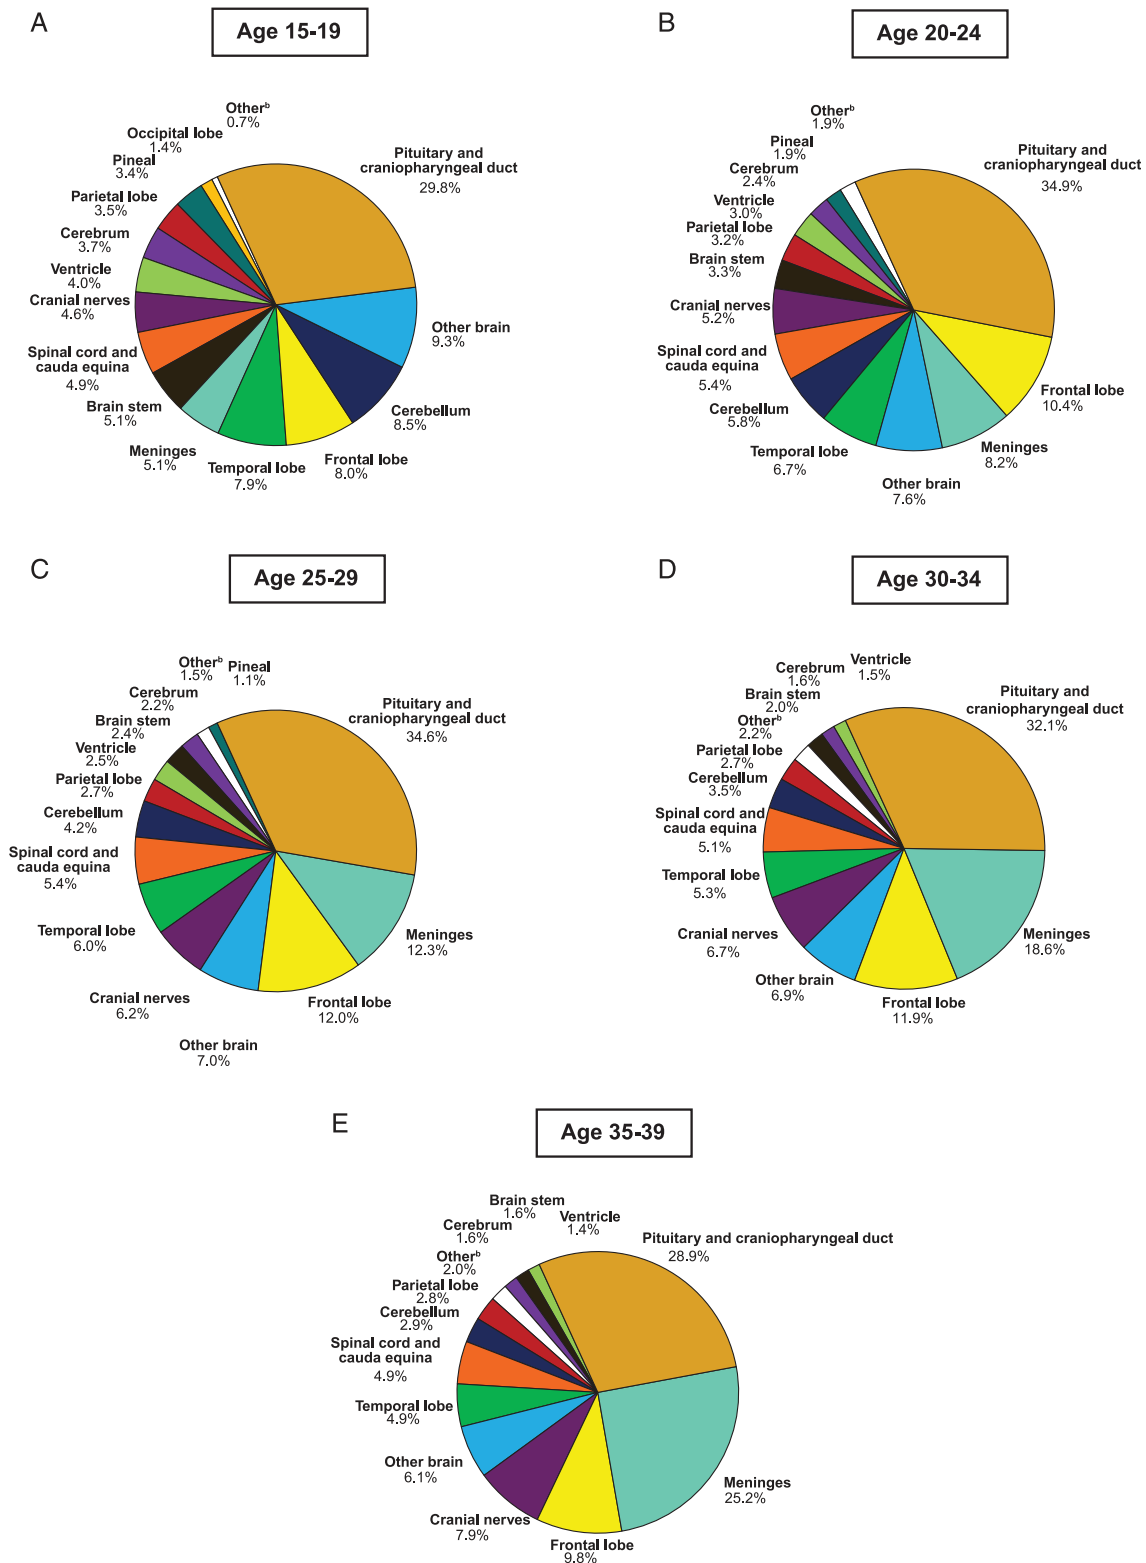 A
Age 15-19
Otherᵇ
0.7%
Occipital lobe
1.4%
Pineal
3.4%
Parietal lobe
3.5%
Cerebrum
3.7%
Ventricle
4.0%
Cranial nerves
4.6%
Spinal cord and
cauda equina
4.9%
Brain stem
5.1%
Meninges
5.1%
Temporal lobe
7.9%
Frontal lobe
8.0%
Cerebellum
8.5%
Other brain
9.3%
Pituitary and
craniopharyngeal duct
29.8%
B
Age 20-24
Otherᵇ
1.9%
Pineal
1.9%
Cerebrum
2.4%
Ventricle
3.0%
Parietal lobe
3.2%
Brain stem
3.3%
Cranial nerves
5.2%
Spinal cord and
cauda equina
5.4%
Cerebellum
5.8%
Temporal lobe
6.7%
Other brain
7.6%
Meninges
8.2%
Frontal lobe
10.4%
Pituitary and
craniopharyngeal duct
34.9%
C
Age 25-29
Otherᵇ
1.5%
Pineal
1.1%
Cerebrum
2.2%
Brain stem
2.4%
Ventricle
2.5%
Parietal lobe
2.7%
Cerebellum
4.2%
Spinal cord and
cauda equina
5.4%
Temporal lobe
6.0%
Cranial nerves
6.2%
Other brain
7.0%
Frontal lobe
12.0%
Meninges
12.3%
Pituitary and
craniopharyngeal duct
34.6%
D
Age 30-34
Ventricle
1.5%
Cerebrum
1.6%
Brain stem
2.0%
Otherᵇ
2.2%
Parietal lobe
2.7%
Cerebellum
3.5%
Spinal cord and
cauda equina
5.1%
Temporal lobe
5.3%
Cranial nerves
6.7%
Other brain
6.9%
Frontal lobe
11.9%
Meninges
18.6%
Pituitary and
craniopharyngeal duct
32.1%
E
Age 35-39
Brain stem
1.6%
Ventricle
1.4%
Cerebrum
1.6%
Otherᵇ
2.0%
Parietal lobe
2.8%
Cerebellum
2.9%
Spinal cord and
cauda equina
4.9%
Temporal lobe
4.9%
Other brain
6.1%
Cranial nerves
7.9%
Frontal lobe
9.8%
Meninges
25.2%
Pituitary and craniopharyngeal duct
28.9%